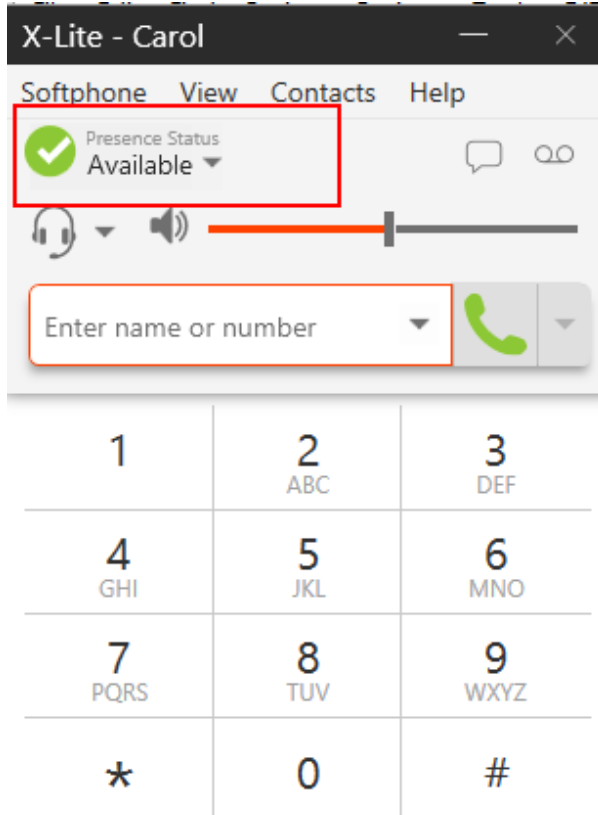 X-Lite - Carol
Softphone View Contacts Help
Presence Status
Available
Enter name or number
1 2 3
ABC DEF
4 5 6
GHI JKL MNO
7 8 9
PQRS TUV WXYZ
* 0 #